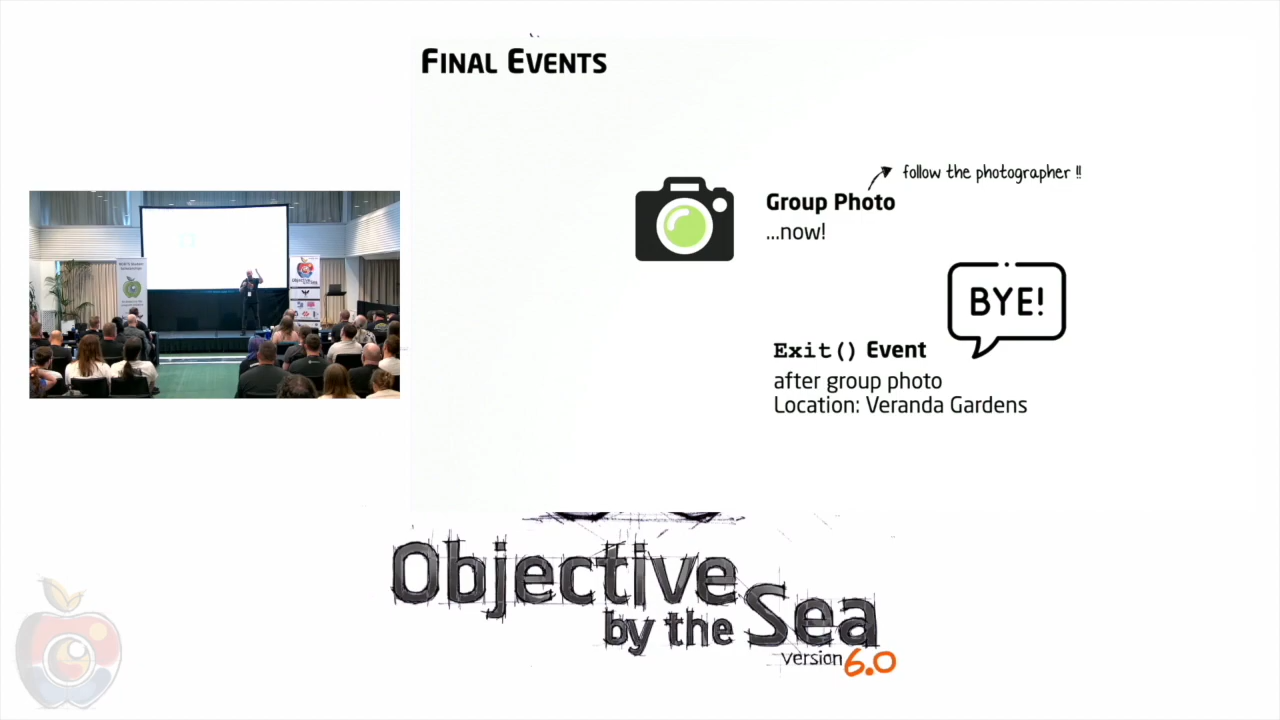 FINAL EVENTS
follow the photographer !!
Group Photo
...now!
BYE!
Exit() Event
after group photo
Location: Veranda Gardens
Objective
by the Sea
version 6.0